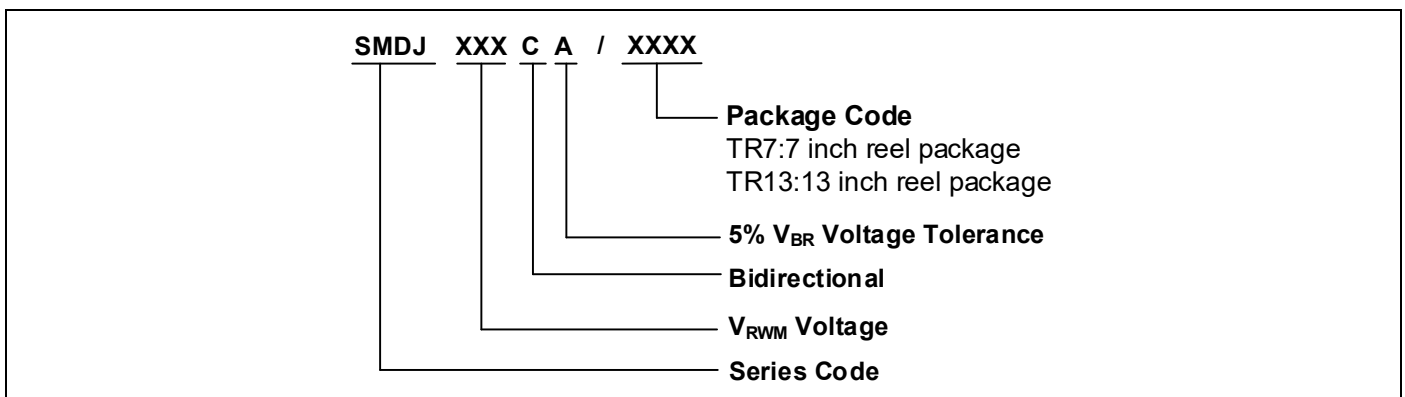 SMDJ XXX C A / XXXX
Package Code
TR7:7 inch reel package
TR13:13 inch reel package
5% VBR Voltage Tolerance
Bidirectional
VRWM Voltage
Series Code